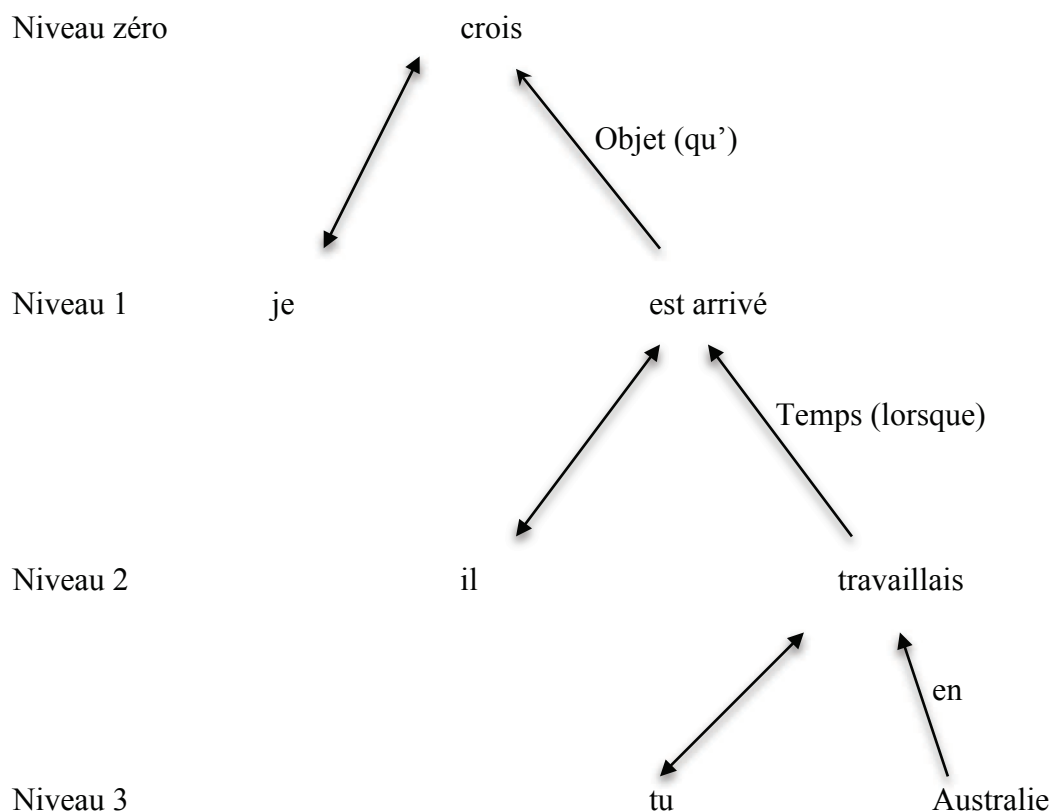 Niveau zéro crois
Objet (qu’)
Niveau 1 je est arrivé
Temps (lorsque)
Niveau 2 il travaillais
en
Niveau 3 tu Australie